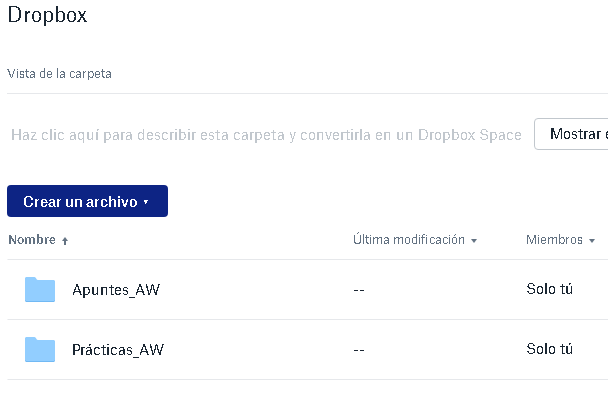 Dropbox
Vista de la carpeta
Haz clic aquí para describir esta carpeta y convertirla en un Dropbox Space Mostrar
Crear un archivo
Nombre Última modificación Miembros
Apuntes_AW -- Solo tú
Prácticas_AW -- Solo tú